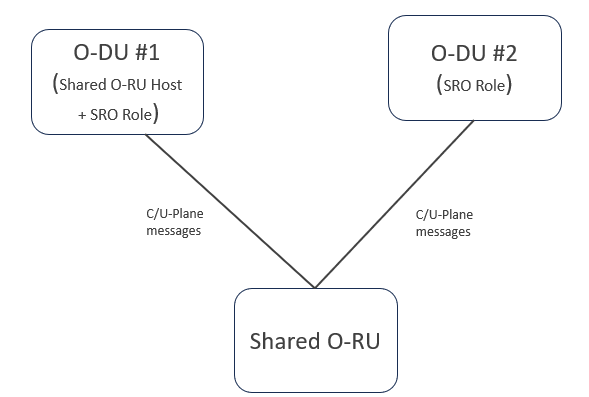 O-DU #1
(Shared O-RU Host
+ SRO Role)
O-DU #2
(SRO Role)
C/U-Plane
messages
C/U-Plane
messages
Shared O-RU